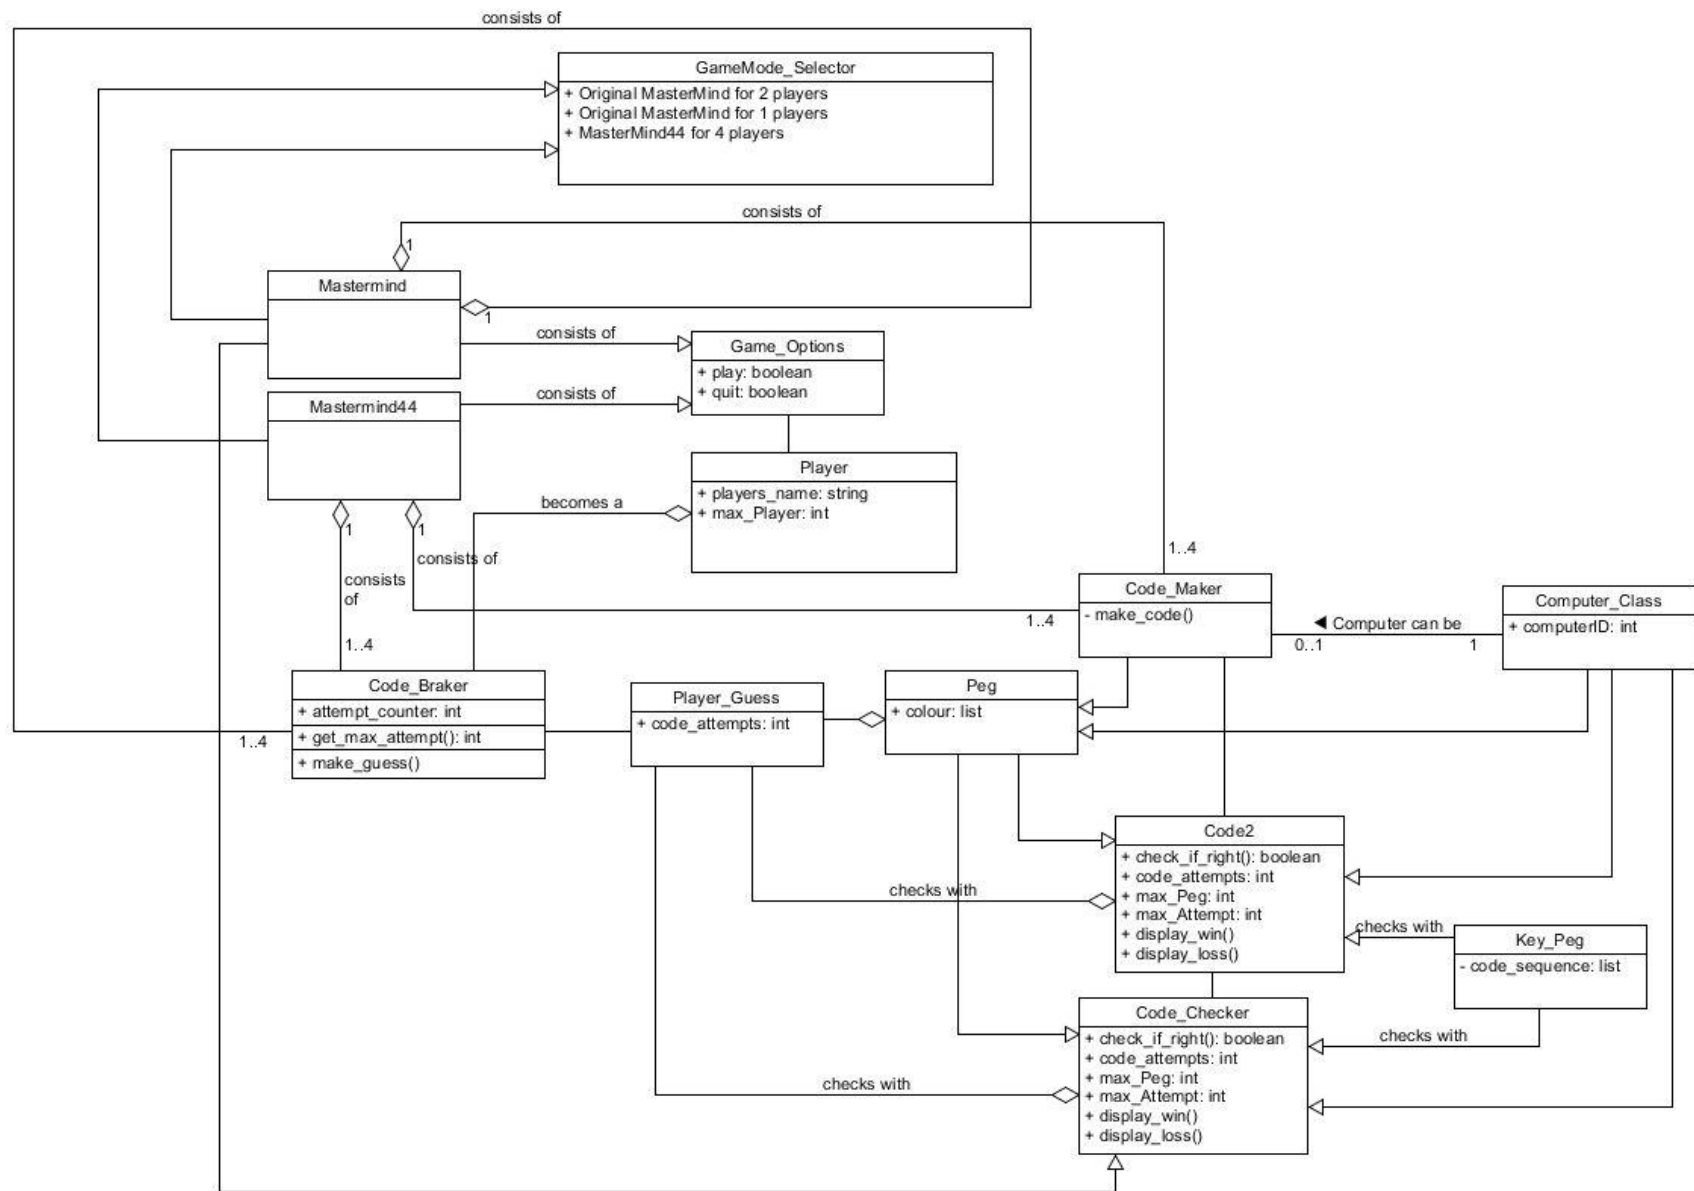 consists of
GameMode_Selector
+ Original MasterMind for 2 players
+ Original MasterMind for 1 players
+ MasterMind44 for 4 players
consists of
1
Mastermind
1
consists of
Game_Options
+ play: boolean
+ quit: boolean
Mastermind44
consists of
Player
+ players_name: string
+ max_Player: int
becomes a
1
1
consists of
consists
of
1..4
1..4
Code_Maker
- make_code()
1..4
Computer_Class
+ computerID: int
◀ Computer can be
0..1
1
Code_Braker
+ attempt_counter: int
+ get_max_attempt(): int
+ make_guess()
1..4
Player_Guess
+ code_attempts: int
Peg
+ colour: list
Code2
+ check_if_right(): boolean
+ code_attempts: int
+ max_Peg: int
+ max_Attempt: int
+ display_win()
+ display_loss()
checks with
checks with
Key_Peg
- code_sequence: list
Code_Checker
+ check_if_right(): boolean
+ code_attempts: int
+ max_Peg: int
+ max_Attempt: int
+ display_win()
+ display_loss()
checks with
checks with